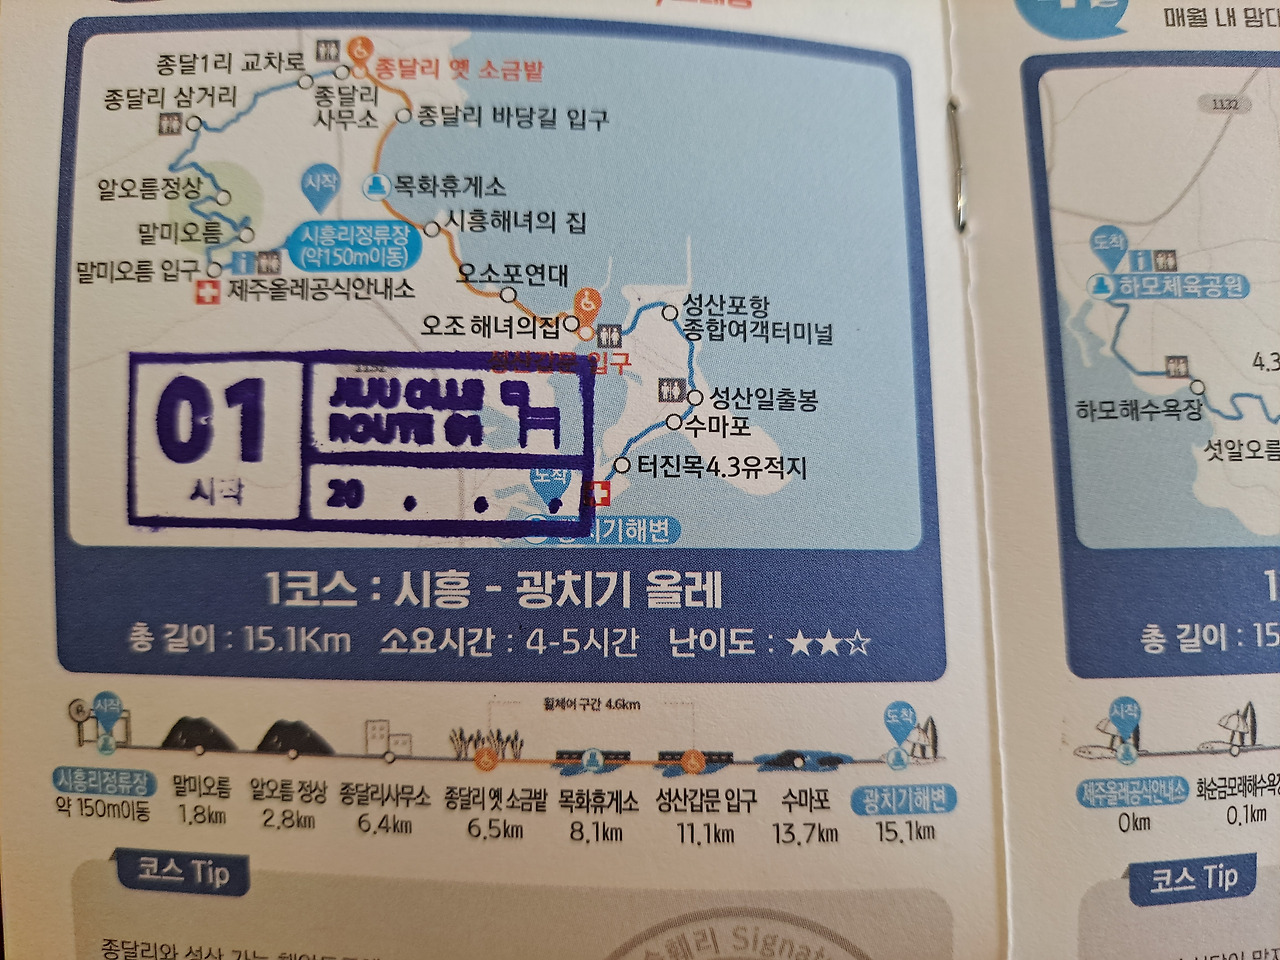 종달1리 교차로
종달리 옛 소금밭
종달리 삼거리
종달리
사무소
종달리 바당길 입구
알오름정상
시작
목화휴게소
말미오름
시흥리정류장
(약150m이동)
시흥해녀의 집
말미오름 입구
제주올레공식안내소
오소포연대
오조 해녀의집
성산포항
종합여객터미널
성산갑문 입구
성산일출봉
수마포
터진목4.3유적지
도착
광치기해변
01
시작
JEJU OLLE
ROUTE 01
20 . . .
1코스 : 시흥 - 광치기 올레
총 길이 : 15.1Km 소요시간 : 4-5시간 난이도 : ★★☆
휠체어 구간 4.6km
시작
도착
시흥리정류장
약 150m이동
말미오름
1.8km
알오름 정상
2.8km
종달리사무소
6.4km
종달리 옛 소금밭
6.5km
목화휴게소
8.1km
성산갑문 입구
11.1km
수마포
13.7km
광치기해변
15.1km
코스 Tip
종달리와 성산
Signat
매월 내 맘대
1132
도착
하모체육공원
4.3
하모해수욕장
섯알오름
1
총 길이 : 15
시작
제주올레공식안내소
0km
화순금모래해수욕장
0.1km
코스 Tip